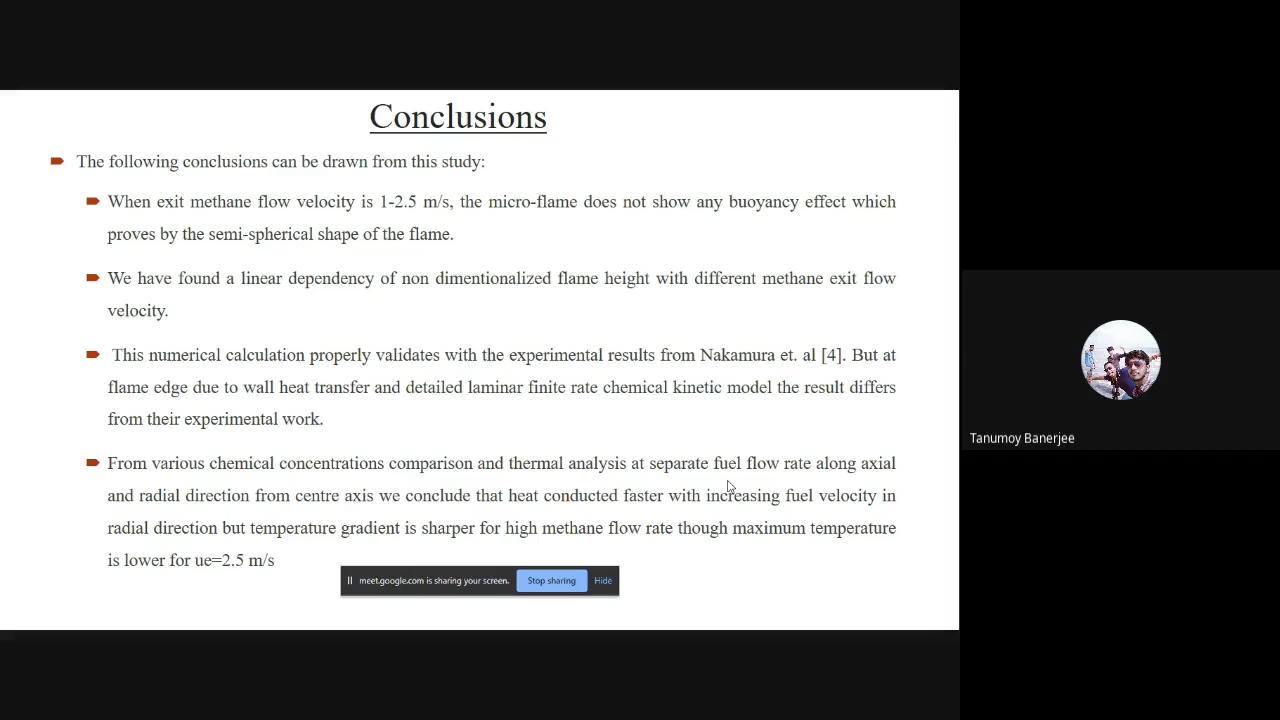 Conclusions
The following conclusions can be drawn from this study:
When exit methane flow velocity is 1-2.5 m/s, the micro-flame does not show any buoyancy effect which
proves by the semi-spherical shape of the flame.
We have found a linear dependency of non dimentionalized flame height with different methane exit flow
velocity.
This numerical calculation properly validates with the experimental results from Nakamura et. al [4]. But at
flame edge due to wall heat transfer and detailed laminar finite rate chemical kinetic model the result differs
from their experimental work.
From various chemical concentrations comparison and thermal analysis at separate fuel flow rate along axial
and radial direction from centre axis we conclude that heat conducted faster with increasing fuel velocity in
radial direction but temperature gradient is sharper for high methane flow rate though maximum temperature
is lower for ue=2.5 m/s
meet.google.com is sharing your screen. Stop sharing Hide
Tanumoy Banerjee